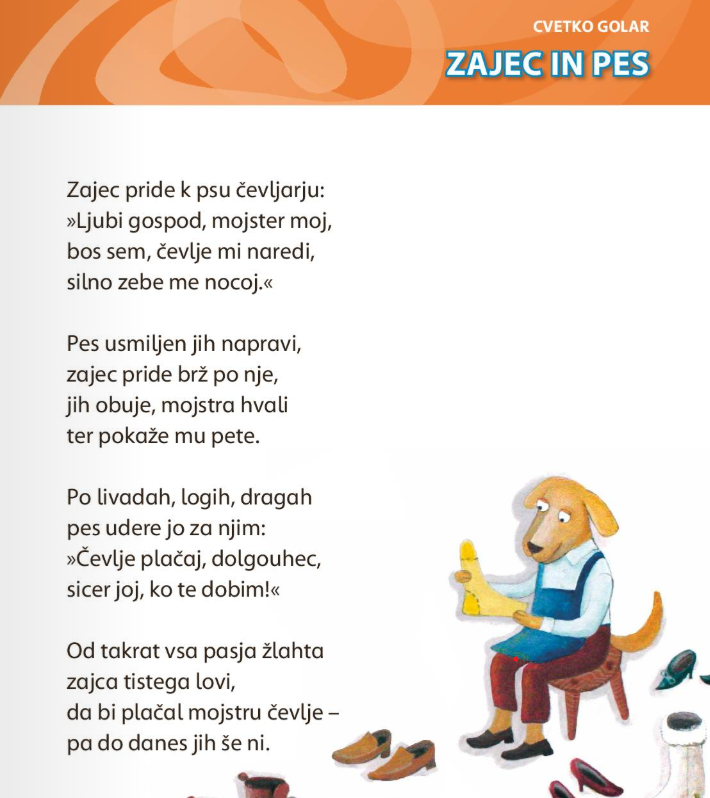 CVETKO GOLAR
ZAJEC IN PES
Zajec pride k psu čevljarju:
»Ljubi gospod, mojster moj,
bos sem, čevlje mi naredi,
silno zebe me nocoj.«
Pes usmiljen jih napravi,
zajec pride brž po nje,
jih obuje, mojstra hvali
ter pokaže mu pete.
Po livadah, logih, dragah
pes udere jo za njim:
»Čevlje plačaj, dolgouhec,
sicer joj, ko te dobim!«
Od takrat vsa pasja žlahta
zajca tistega lovi,
da bi plačal mojstru čevlje –
pa do danes jih še ni.